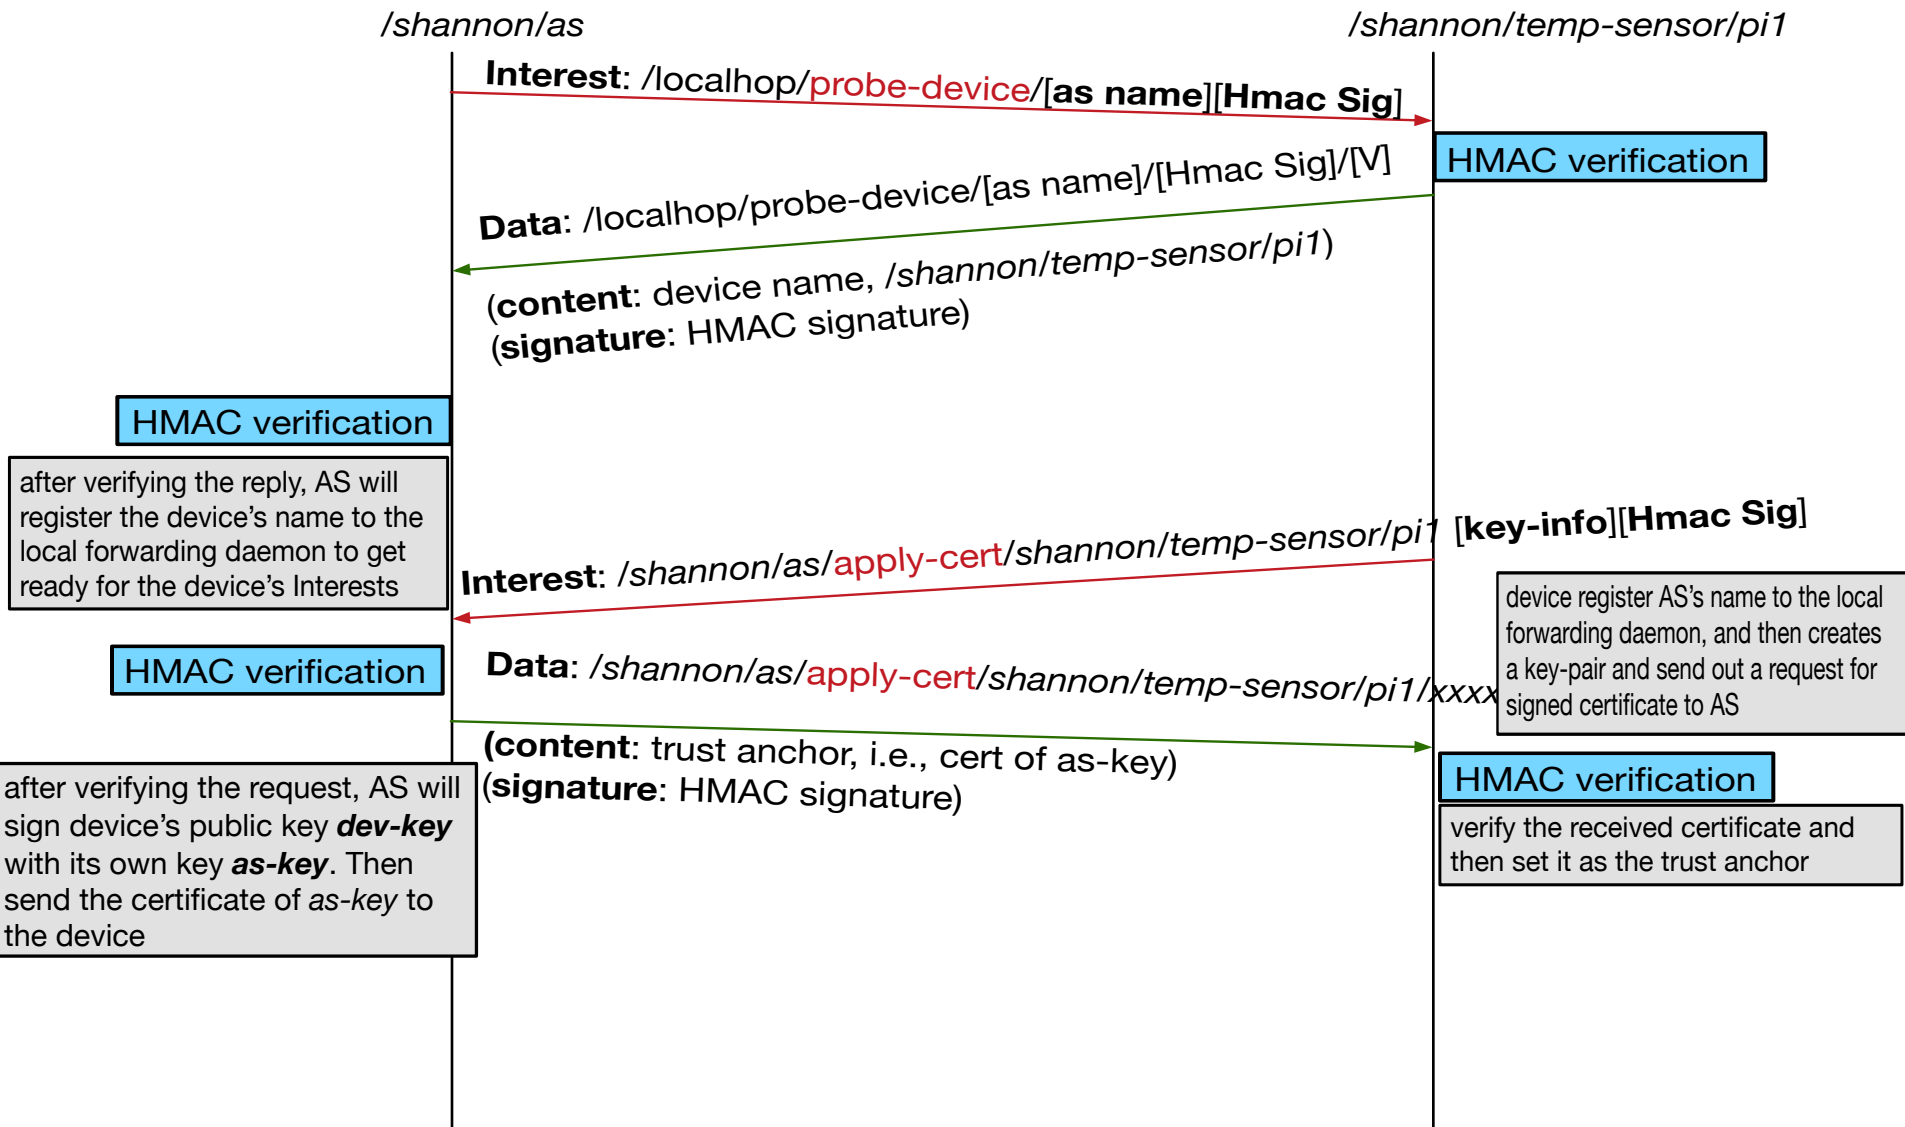 /shannon/as
/shannon/temp-sensor/pi1
Interest: /localhop/probe-device/[as name][Hmac Sig]
HMAC verification
Data: /localhop/probe-device/[as name]/[Hmac Sig]/[V]
(content: device name, /shannon/temp-sensor/pi1)
(signature: HMAC signature)
HMAC verification
after verifying the reply, AS will
register the device's name to the
local forwarding daemon to get
ready for the device's Interests
Interest: /shannon/as/apply-cert/shannon/temp-sensor/pi1 [key-info][Hmac Sig]
device register AS's name to the local
forwarding daemon, and then creates
a key-pair and send out a request for
signed certificate to AS
HMAC verification
Data: /shannon/as/apply-cert/shannon/temp-sensor/pi1/xxxx
(content: trust anchor, i.e., cert of as-key)
(signature: HMAC signature)
after verifying the request, AS will
sign device's public key dev-key
with its own key as-key. Then
send the certificate of as-key to
the device
HMAC verification
verify the received certificate and
then set it as the trust anchor